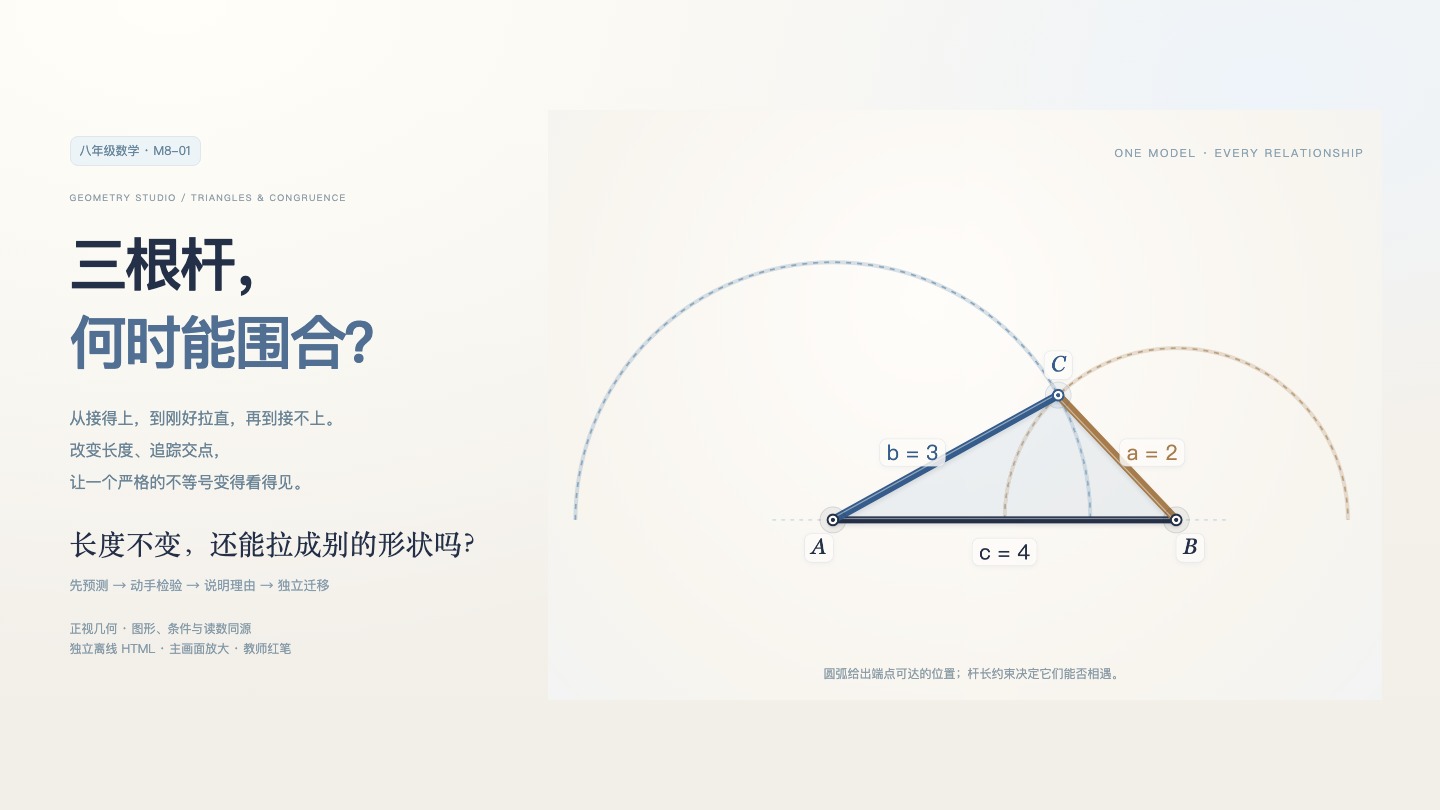 八年级数学 · M8–01
GEOMETRY STUDIO / TRIANGLES & CONGRUENCE
三根杆，
何时能围合？
从接得上，到刚好拉直，再到接不上。
改变长度、追踪交点，
让一个严格的不等号变得看得见。
长度不变，还能拉成别的形状吗？
先预测 → 动手检验 → 说明理由 → 独立迁移
正视几何 · 图形、条件与读数同源
独立离线 HTML · 主画面放大 · 教师红笔
ONE MODEL · EVERY RELATIONSHIP
C
b = 3
a = 2
A
B
c = 4
圆弧给出端点可达的位置；杆长约束决定它们能否相遇。